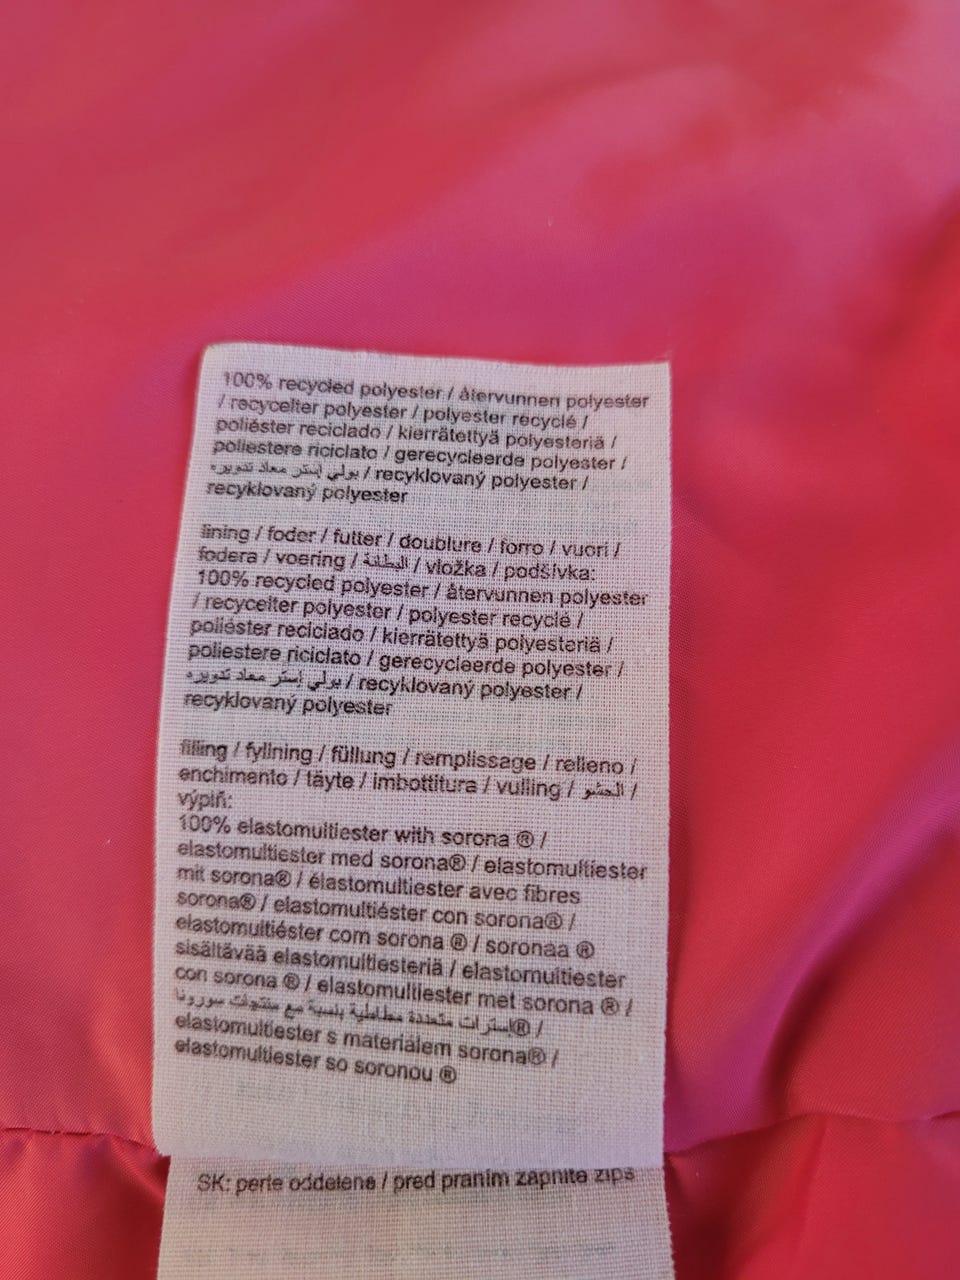 100% recycled polyester / återvunnen polyester
/ recycelter polyester / polyester recyclé /
poliéster reciclado / kierrätettyä polyesteriä /
poliestere riciclato / gerecycleerde polyester /
بولي إستر معاد تدويره / recyklovaný polyester /
recyklovaný polyester
lining / foder / futter / doublure / forro / vuori /
fodera / voering / البطانة / vložka / podšívka:
100% recycled polyester / återvunnen polyester
/ recycelter polyester / polyester recyclé /
poliéster reciclado / kierrätettyä polyesteriä /
poliestere riciclato / gerecycleerde polyester /
بولي إستر معاد تدويره / recyklovaný polyester /
recyklovaný polyester
filling / fyllning / füllung / remplissage / relleno /
enchimento / täyte / imbottitura / vulling / الحشو /
výplň:
100% elastomultiester with sorona ® /
elastomultiester med sorona® / elastomultiester
mit sorona® / élastomultiester avec fibres
sorona® / elastomultiéster con sorona® /
elastomultiéster com sorona ® / soronaa ®
sisältävää elastomultiesteriä / elastomultiester
con sorona ® / elastomultiester met sorona ® /
إسترات متعددة مطاطية بنسبة مع منتجات سورونا® /
elastomultiester s materiálem sorona® /
elastomultiester so soronou ®
SK: perte oddelene / pred praním zapnite zips